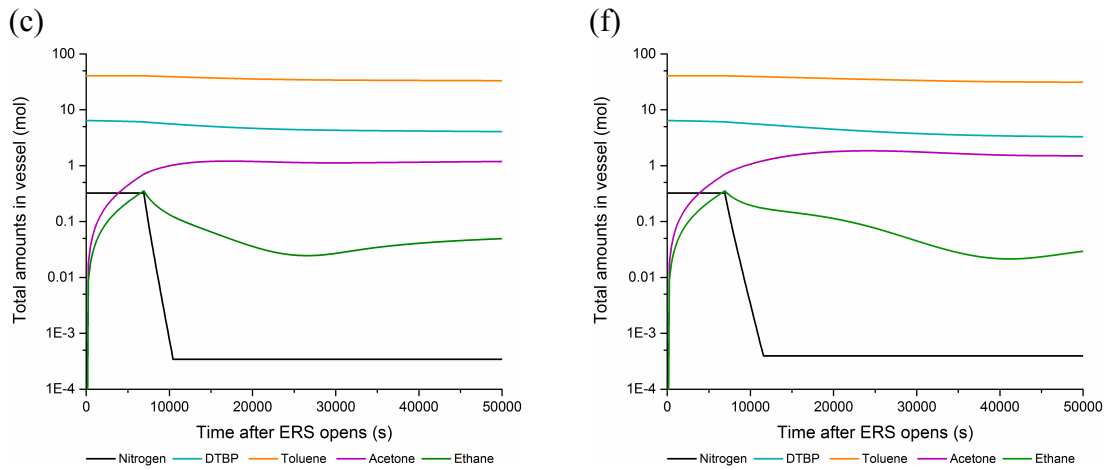 (c)
Total amounts in vessel (mol)
100
10
1
0.1
0.01
1E-3
1E-4
0 10000 20000 30000 40000 50000
Time after ERS opens (s)
Nitrogen DTBP Toluene Acetone Ethane
(f)
Total amounts in vessel (mol)
100
10
1
0.1
0.01
1E-3
1E-4
0 10000 20000 30000 40000 50000
Time after ERS opens (s)
Nitrogen DTBP Toluene Acetone Ethane